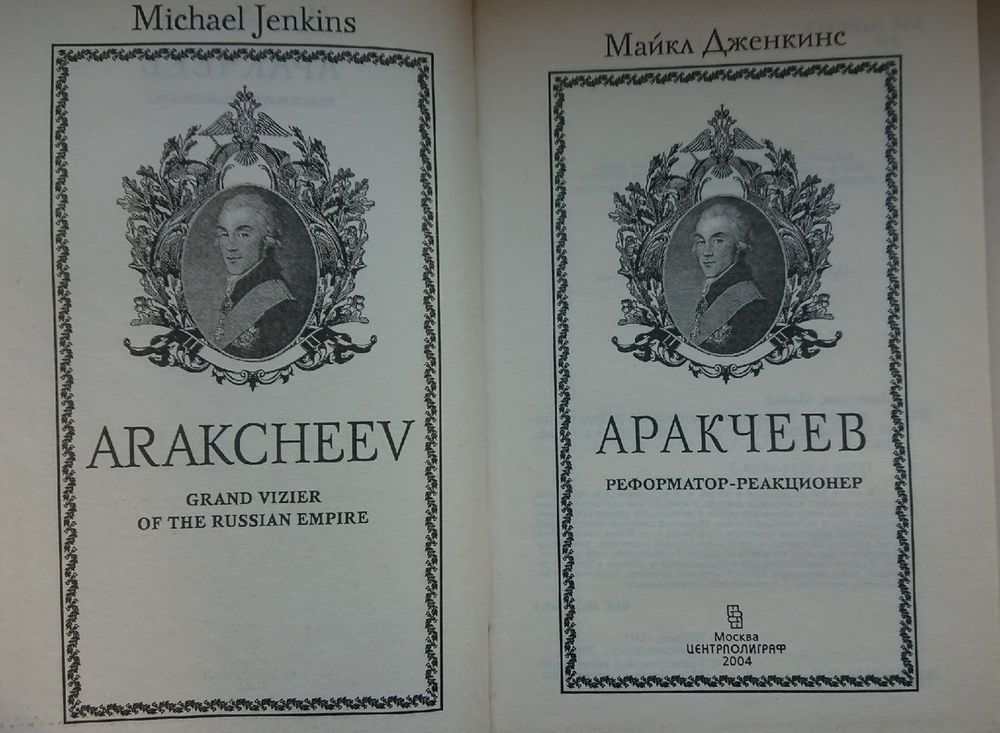 Michael Jenkins
ARAKCHEEV
GRAND VIZIER
OF THE RUSSIAN EMPIRE
Майкл Дженкинс
АРАКЧЕЕВ
РЕФОРМАТОР-РЕАКЦИОНЕР
Москва
ЦЕНТРПОЛИГРАФ
2004